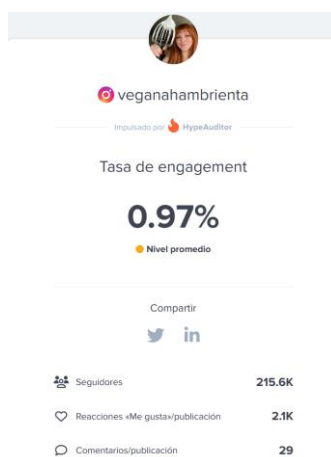 veganahambrienta
Impulsado por HypeAuditor
Tasa de engagement
0.97%
Nivel promedio
Compartir
Seguidores 215.6K
Reacciones «Me gusta»/publicación 2.1K
Comentarios/publicación 29